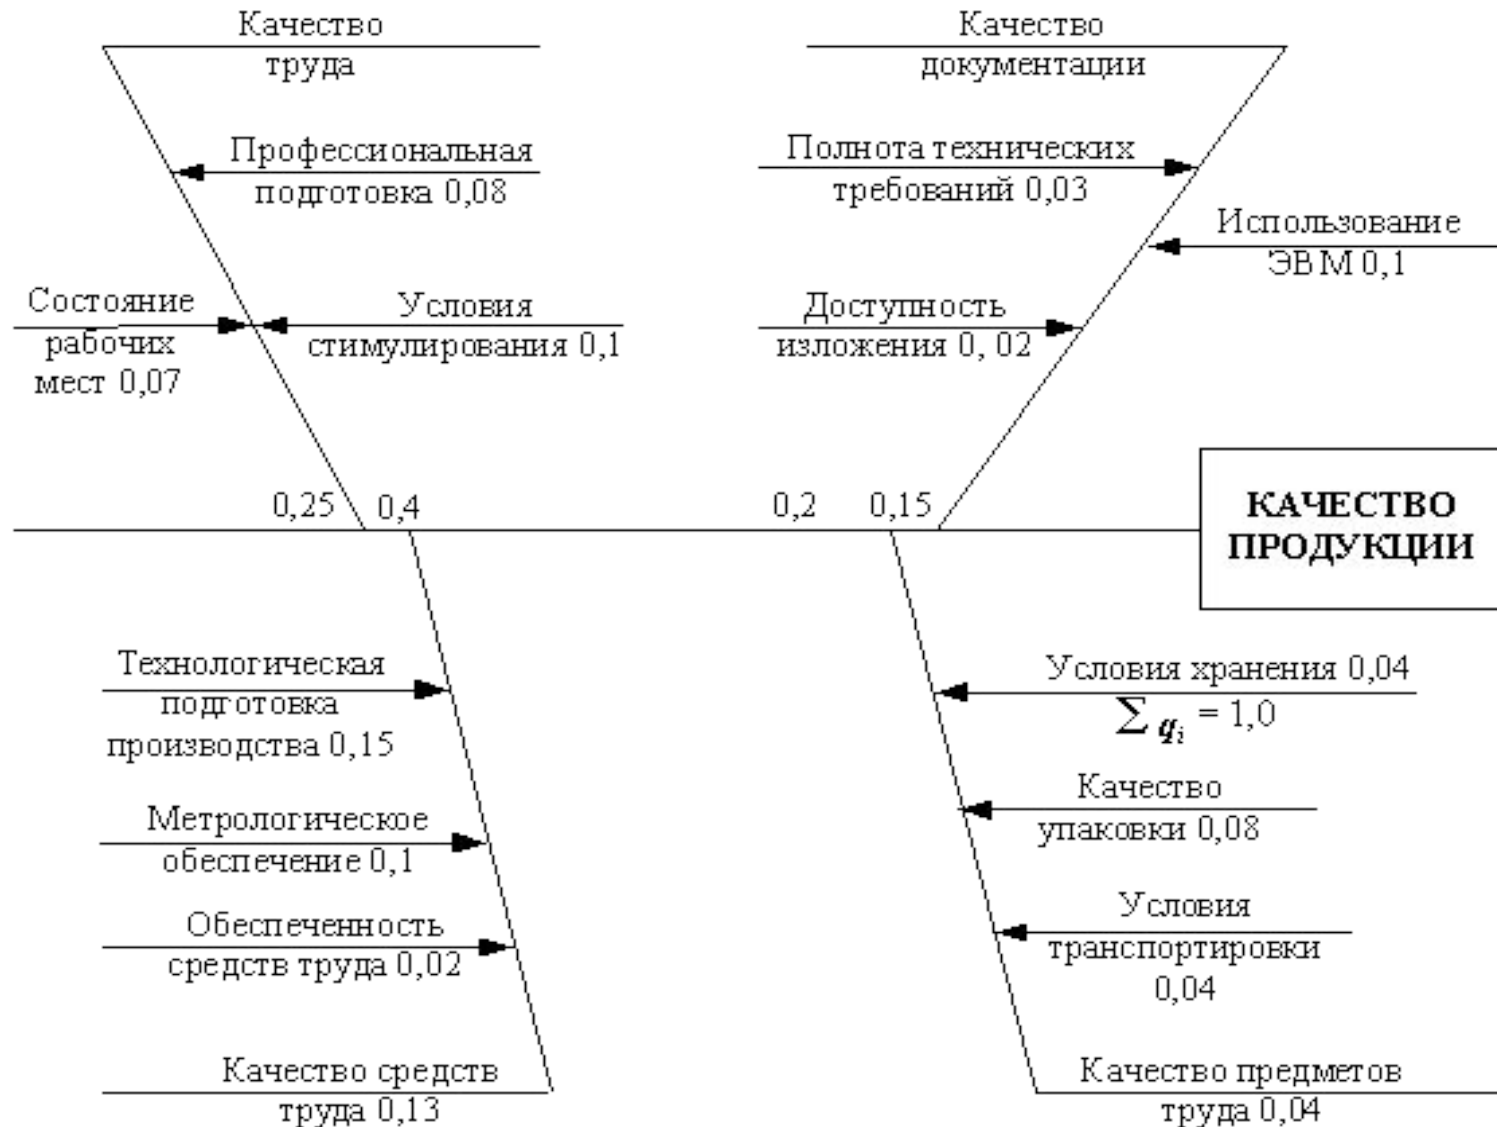 Качество
труда
Качество
документации
Профессиональная
подготовка 0,08
Полнота технических
требований 0,03
Использование
ЭВМ 0,1
Состояние
рабочих
мест 0,07
Условия
стимулирования 0,1
Доступность
изложения 0, 02
0,25
0,4
0,2
0,15
КАЧЕСТВО
ПРОДУКЦИИ
Технологическая
подготовка
производства 0,15
Условия хранения 0,04
∑ qᵢ = 1,0
Метрологическое
обеспечение 0,1
Качество
упаковки 0,08
Обеспеченность
средств труда 0,02
Условия
транспортировки
0,04
Качество средств
труда 0,13
Качество предметов
труда 0,04